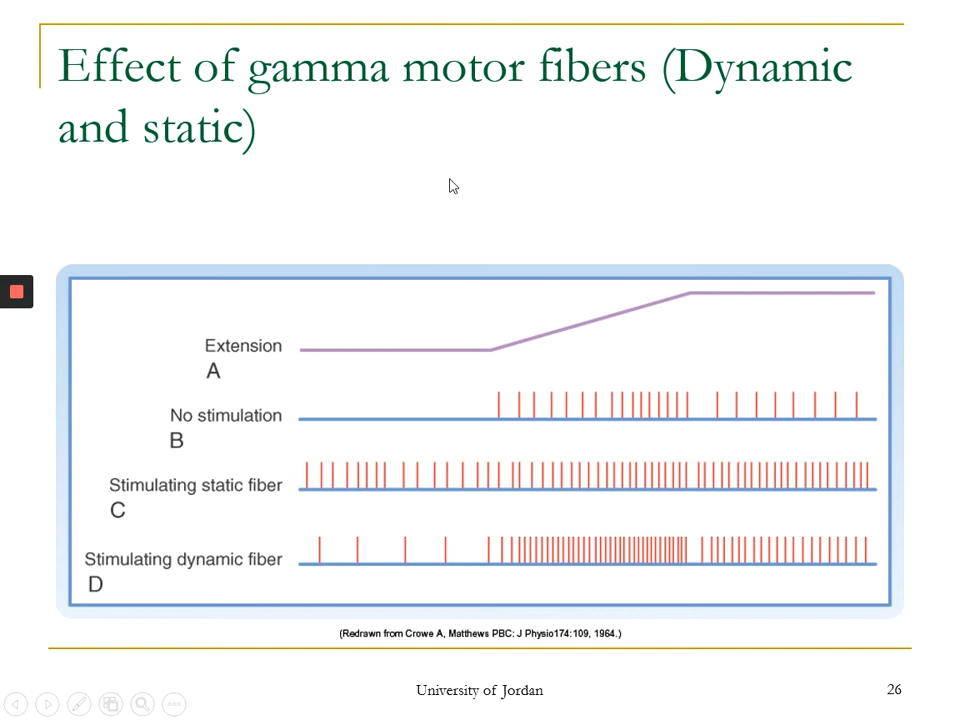 Effect of gamma motor fibers (Dynamic
and static)
Extension
A
No stimulation
B
Stimulating static fiber
C
Stimulating dynamic fiber
D
(Redrawn from Crowe A, Matthews PBC: J Physio174:109, 1964.)
University of Jordan
26